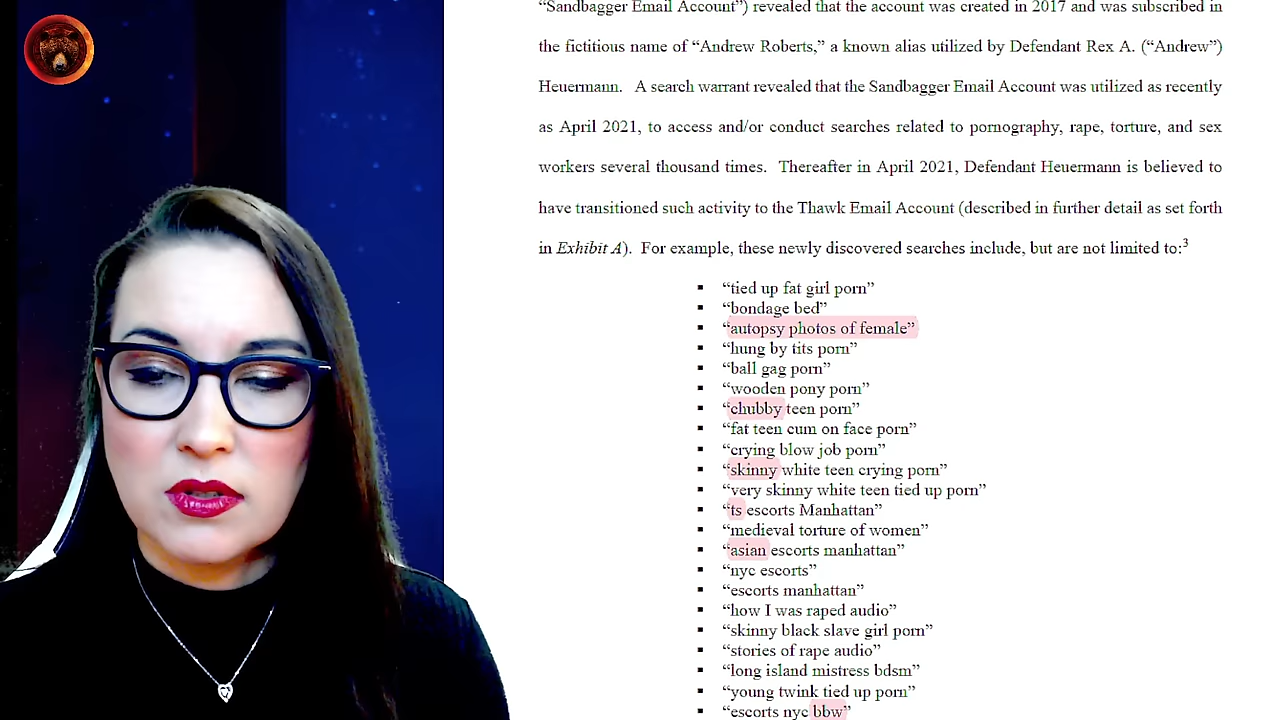 “Sandbagger Email Account”) revealed that the account was created in 2017 and was subscribed in
the fictitious name of “Andrew Roberts,” a known alias utilized by Defendant Rex A. (“Andrew”)
Heuermann. A search warrant revealed that the Sandbagger Email Account was utilized as recently
as April 2021, to access and/or conduct searches related to pornography, rape, torture, and sex
workers several thousand times. Thereafter in April 2021, Defendant Heuermann is believed to
have transitioned such activity to the Thawk Email Account (described in further detail as set forth
in Exhibit A). For example, these newly discovered searches include, but are not limited to:³
▪ “tied up fat girl porn”
▪ “bondage bed”
▪ “autopsy photos of female”
▪ “hung by tits porn”
▪ “ball gag porn”
▪ “wooden pony porn”
▪ “chubby teen porn”
▪ “fat teen cum on face porn”
▪ “crying blow job porn”
▪ “skinny white teen crying porn”
▪ “very skinny white teen tied up porn”
▪ “ts escorts Manhattan”
▪ “medieval torture of women”
▪ “asian escorts manhattan”
▪ “nyc escorts”
▪ “escorts manhattan”
▪ “how I was raped audio”
▪ “skinny black slave girl porn”
▪ “stories of rape audio”
▪ “long island mistress bdsm”
▪ “young twink tied up porn”
▪ “escorts nyc bbw”